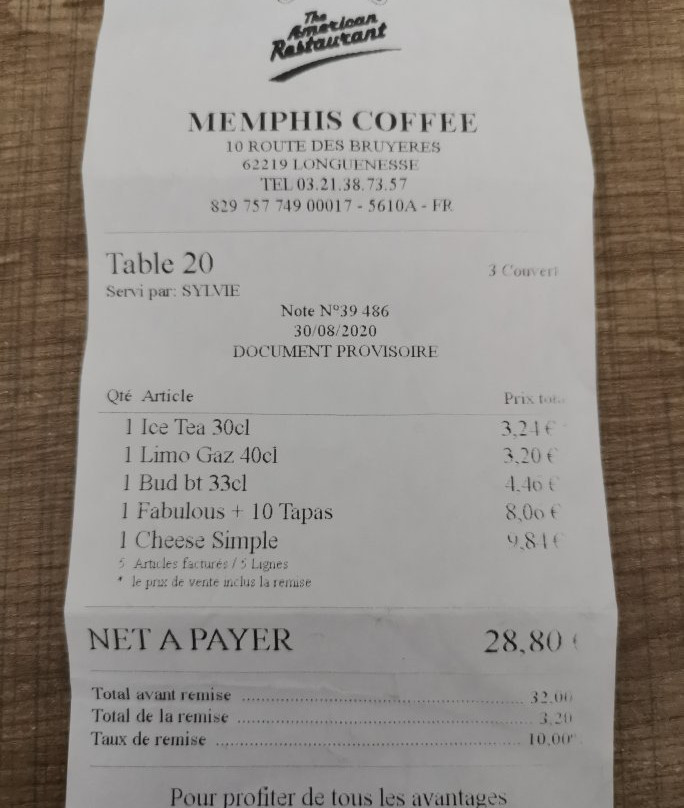 The
American
Restaurant
MEMPHIS COFFEE
10 ROUTE DES BRUYERES
62219 LONGUENESSE
TEL 03.21.38.73.57
829 757 749 00017 - 5610A - FR
Table 20 3 Couvert
Servi par: SYLVIE
Note N°39 486
30/08/2020
DOCUMENT PROVISOIRE
Qté Article Prix total
1 Ice Tea 30cl 3,24 €
1 Limo Gaz 40cl 3,20 €
1 Bud bt 33cl 4,46 €
1 Fabulous + 10 Tapas 8,06 €
1 Cheese Simple 9,84 €
5 Articles facturés / 5 Lignes
* le prix de vente inclus la remise
NET A PAYER 28,80 €
Total avant remise 32,00
Total de la remise 3,20
Taux de remise 10,00
Pour profiter de tous les avantages